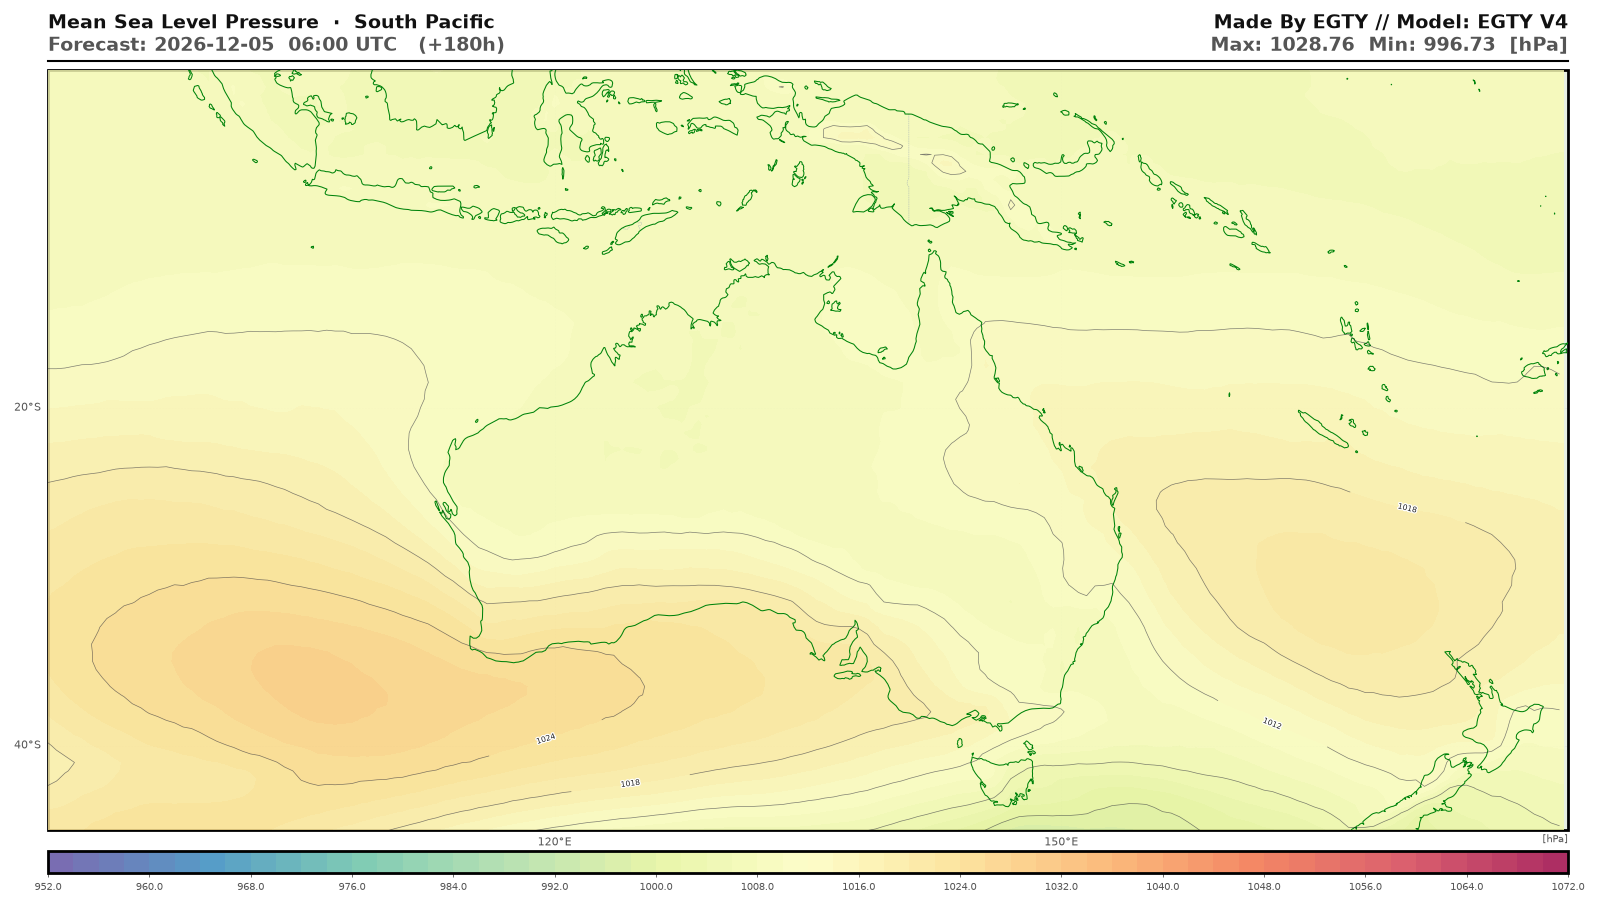 Mean Sea Level Pressure · South Pacific
Made By EGTY // Model: EGTY V4
Forecast: 2026-12-05 06:00 UTC (+180h)
Max: 1028.76 Min: 996.73 [hPa]
20°S
1018
1012
40°S
1024
1018
120°E
150°E
[hPa]
952.0
960.0
968.0
976.0
984.0
992.0
1000.0
1008.0
1016.0
1024.0
1032.0
1040.0
1048.0
1056.0
1064.0
1072.0